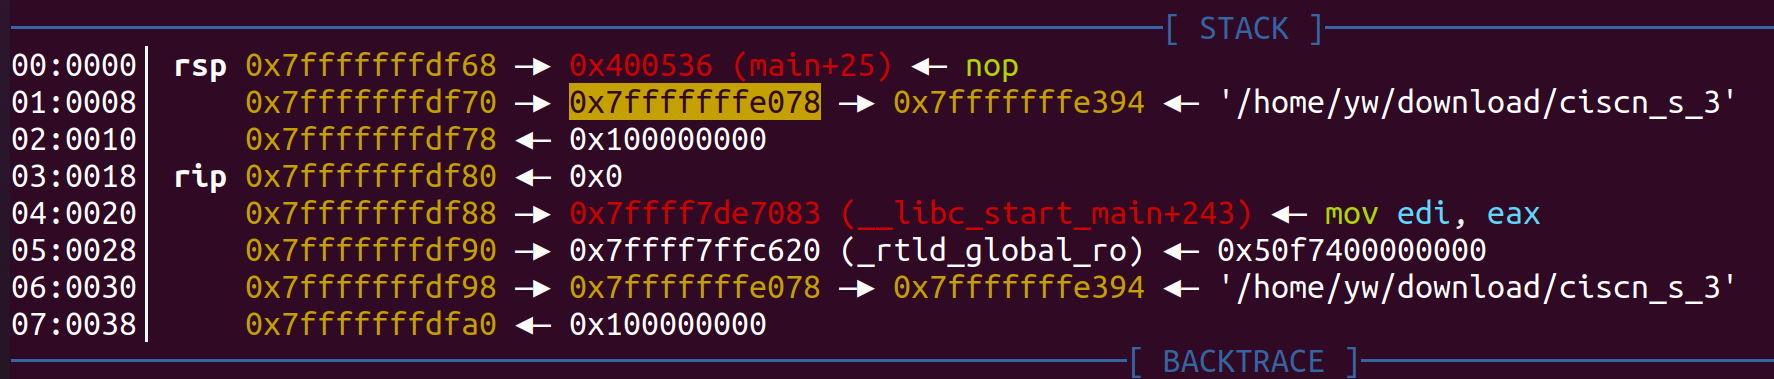 [ STACK ]
00:0000│ rsp 0x7fffffffdf68 —▸ 0x400536 (main+25) ◂— nop
01:0008│ 0x7fffffffdf70 —▸ 0x7fffffffe078 —▸ 0x7fffffffe394 ◂— '/home/yw/download/ciscn_s_3'
02:0010│ 0x7fffffffdf78 ◂— 0x100000000
03:0018│ rip 0x7fffffffdf80 ◂— 0x0
04:0020│ 0x7fffffffdf88 —▸ 0x7ffff7de7083 (__libc_start_main+243) ◂— mov edi, eax
05:0028│ 0x7fffffffdf90 —▸ 0x7ffff7ffc620 (_rtld_global_ro) ◂— 0x50f7400000000
06:0030│ 0x7fffffffdf98 —▸ 0x7fffffffe078 —▸ 0x7fffffffe394 ◂— '/home/yw/download/ciscn_s_3'
07:0038│ 0x7fffffffdfa0 ◂— 0x100000000
[ BACKTRACE ]